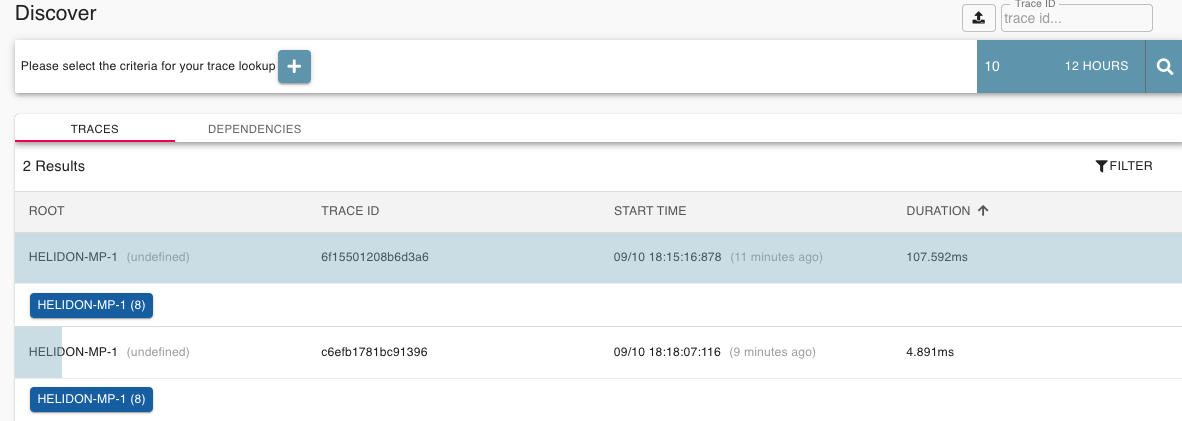 Discover
Trace ID
trace id...
Please select the criteria for your trace lookup
10 12 HOURS
TRACES DEPENDENCIES
2 Results FILTER
ROOT TRACE ID START TIME DURATION
HELIDON-MP-1 (undefined) 6f15501208b6d3a6 09/10 18:15:16:878 (11 minutes ago) 107.592ms
HELIDON-MP-1 (8)
HELIDON-MP-1 (undefined) c6efb1781bc91396 09/10 18:18:07:116 (9 minutes ago) 4.891ms
HELIDON-MP-1 (8)